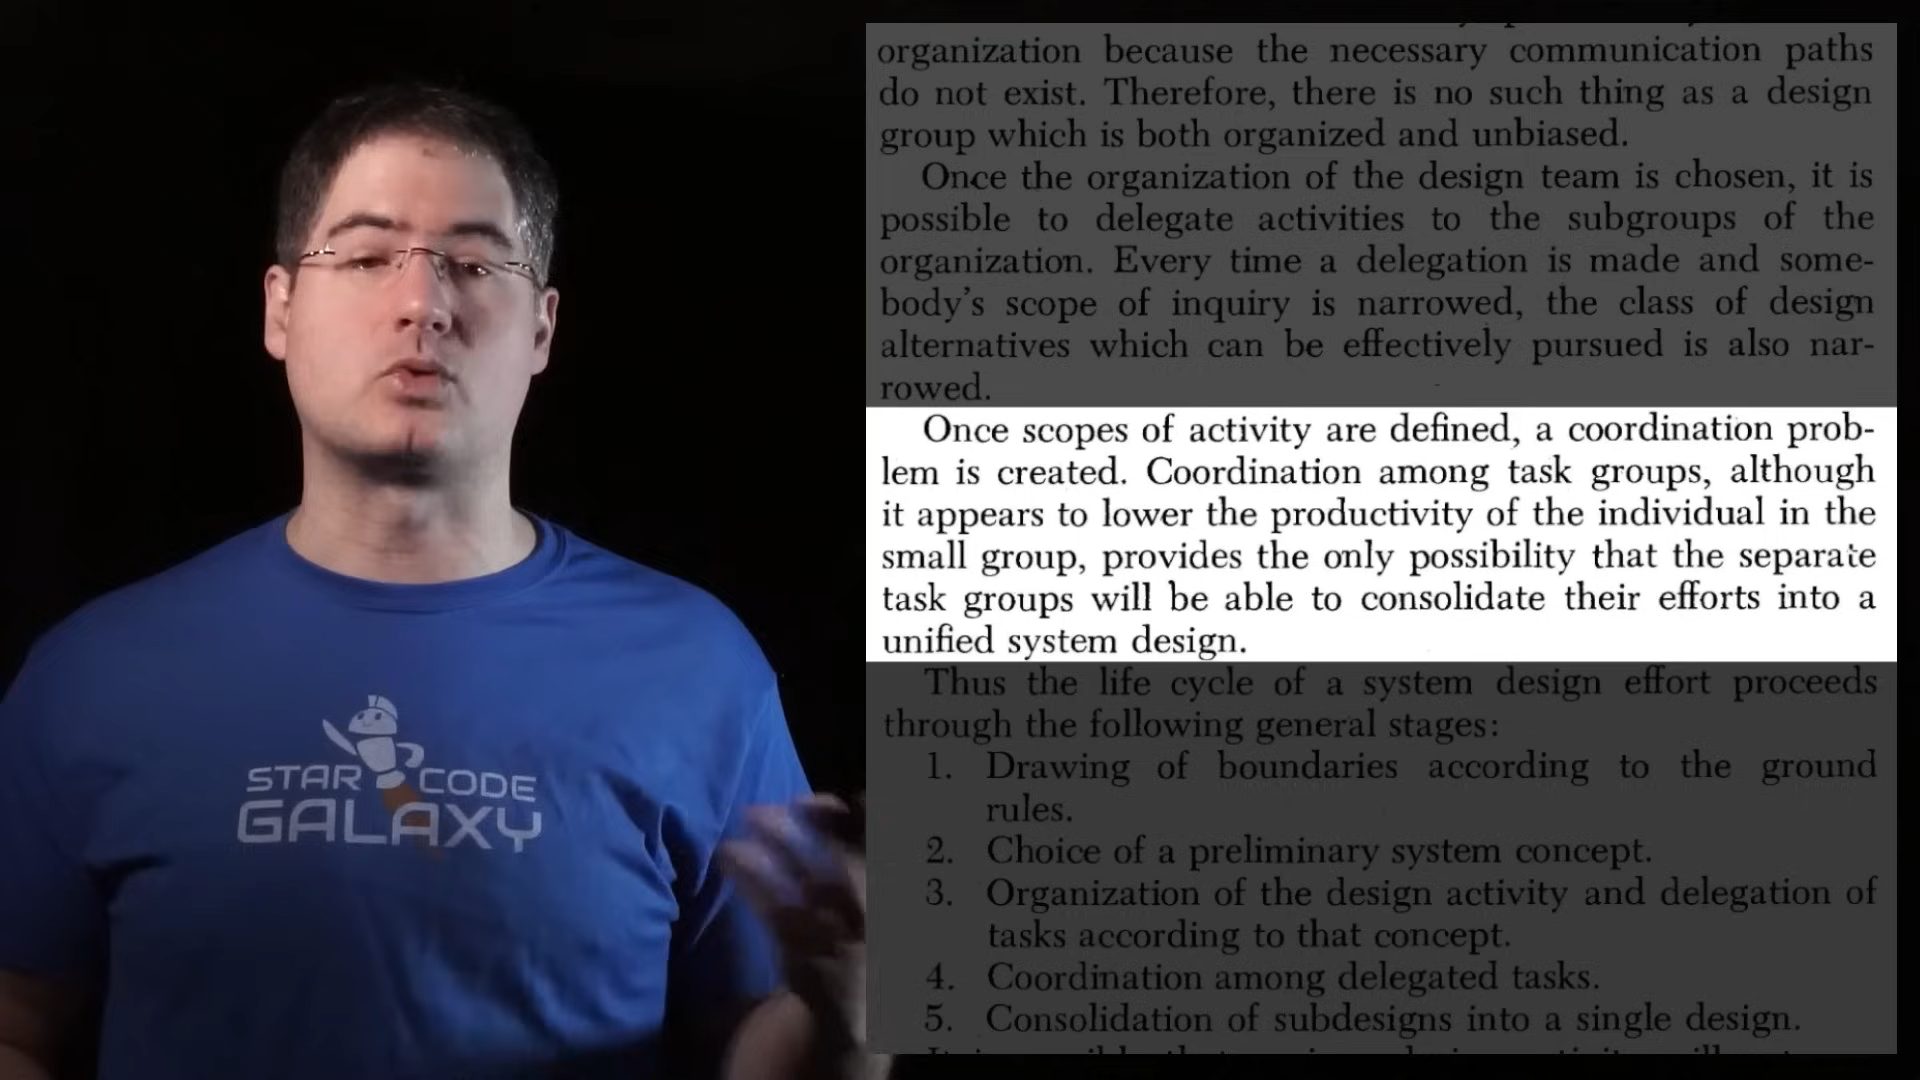 STAR CODE
GALAXY
organization because the necessary communication paths
do not exist. Therefore, there is no such thing as a design
group which is both organized and unbiased.
Once the organization of the design team is chosen, it is
possible to delegate activities to the subgroups of the
organization. Every time a delegation is made and some-
body's scope of inquiry is narrowed, the class of design
alternatives which can be effectively pursued is also nar-
rowed.
Once scopes of activity are defined, a coordination prob-
lem is created. Coordination among task groups, although
it appears to lower the productivity of the individual in the
small group, provides the only possibility that the separate
task groups will be able to consolidate their efforts into a
unified system design.
Thus the life cycle of a system design effort proceeds
through the following general stages:
1. Drawing of boundaries according to the ground
rules.
2. Choice of a preliminary system concept.
3. Organization of the design activity and delegation of
tasks according to that concept.
4. Coordination among delegated tasks.
5. Consolidation of subdesigns into a single design.